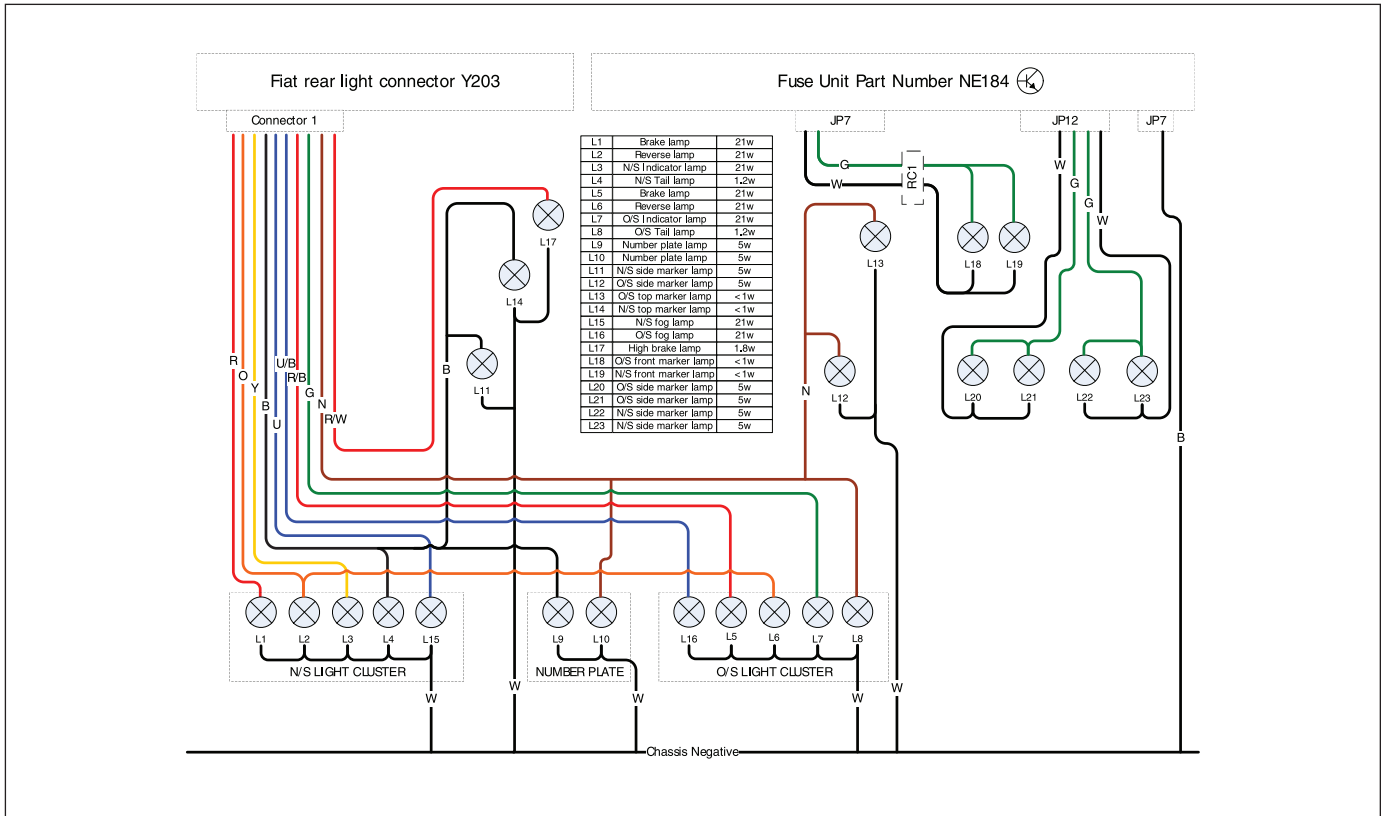 Fiat rear light connector Y203
Fuse Unit Part Number NE184
Connector 1
JP7
JP12
JP7
L1 Brake lamp 21w
L2 Reverse lamp 21w
L3 N/S Indicator lamp 21w
L4 N/S Tail lamp 1.2w
L5 Brake lamp 21w
L6 Reverse lamp 21w
L7 O/S Indicator lamp 21w
L8 O/S Tail lamp 1.2w
L9 Number plate lamp 5w
L10 Number plate lamp 5w
L11 N/S side marker lamp 5w
L12 O/S side marker lamp 5w
L13 O/S top marker lamp <1w
L14 N/S top marker lamp <1w
L15 N/S fog lamp 21w
L16 O/S fog lamp 21w
L17 High brake lamp 1.8w
L18 O/S front marker lamp <1w
L19 N/S front marker lamp <1w
L20 O/S side marker lamp 5w
L21 O/S side marker lamp 5w
L22 N/S side marker lamp 5w
L23 N/S side marker lamp 5w
G
W
RC1
W
G
G
W
L17
L13
L18 L19
L14
R
O
Y
B
U
U/B
R/B
G
N
R/W
B
L11
N
L12
L20 L21 L22 L23
B
L1 L2 L3 L4 L15
L9 L10
L16 L5 L6 L7 L8
N/S LIGHT CLUSTER
NUMBER PLATE
O/S LIGHT CLUSTER
W
W
W
W
W
Chassis Negative